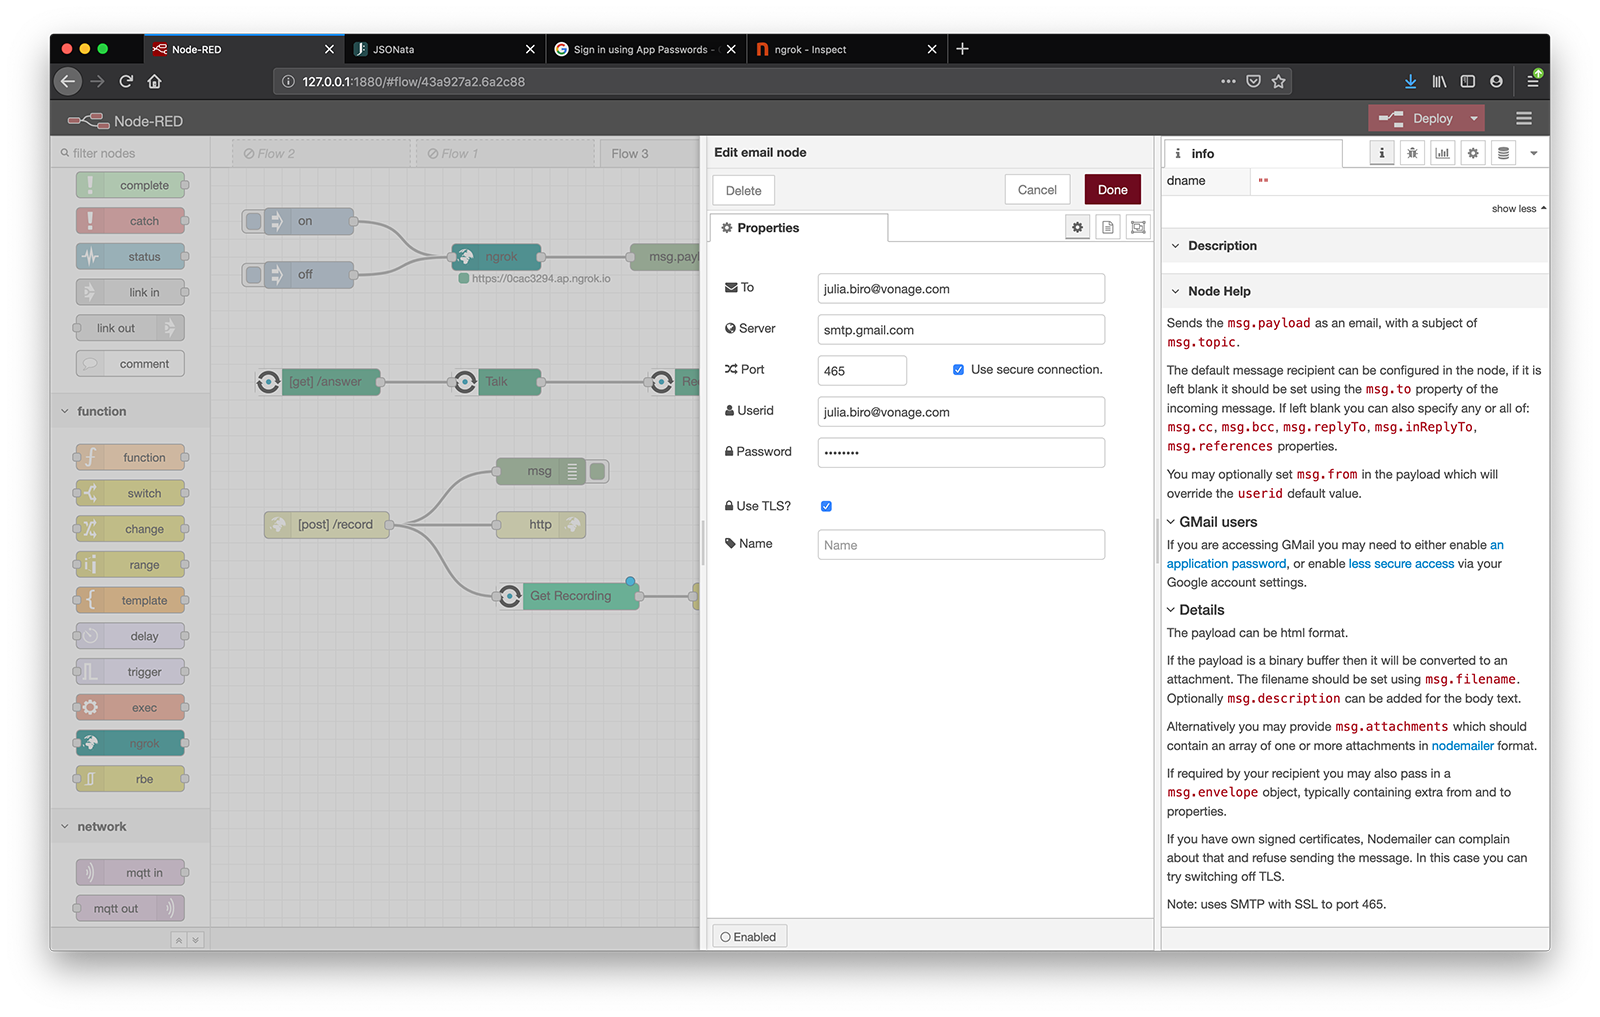 Node-RED
JSONata
Sign in using App Passwords -
ngrok - Inspect
127.0.0.1:1880/#flow/43a927a2.6a2c88
Node-RED
Deploy
filter nodes
Flow 2
Flow 1
Flow 3
complete
catch
status
link in
link out
comment
function
function
switch
change
range
template
delay
trigger
exec
ngrok
rbe
network
mqtt in
mqtt out
on
off
ngrok
https://0cac3294.ap.ngrok.io
msg.payl
[get] /answer
Talk
Re
msg
[post] /record
http
Get Recording
Edit email node
Delete
Cancel
Done
Properties
To
julia.biro@vonage.com
Server
smtp.gmail.com
Port
465
Use secure connection.
Userid
julia.biro@vonage.com
Password
••••••••
Use TLS?
Name
Name
Enabled
info
dname
""
show less
Description
Node Help
Sends the msg.payload as an email, with a subject of
msg.topic.
The default message recipient can be configured in the node, if it is
left blank it should be set using the msg.to property of the
incoming message. If left blank you can also specify any or all of:
msg.cc, msg.bcc, msg.replyTo, msg.inReplyTo,
msg.references properties.
You may optionally set msg.from in the payload which will
override the userid default value.
GMail users
If you are accessing GMail you may need to either enable an
application password, or enable less secure access via your
Google account settings.
Details
The payload can be html format.
If the payload is a binary buffer then it will be converted to an
attachment. The filename should be set using msg.filename.
Optionally msg.description can be added for the body text.
Alternatively you may provide msg.attachments which should
contain an array of one or more attachments in nodemailer format.
If required by your recipient you may also pass in a
msg.envelope object, typically containing extra from and to
properties.
If you have own signed certificates, Nodemailer can complain
about that and refuse sending the message. In this case you can
try switching off TLS.
Note: uses SMTP with SSL to port 465.